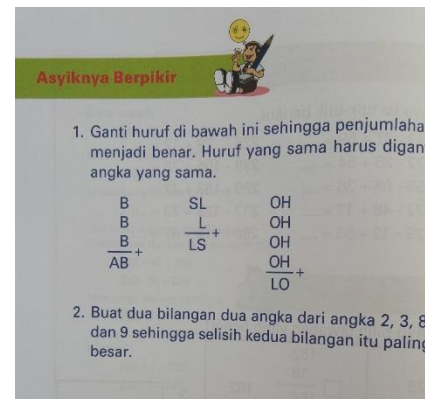 Asyiknya Berpikir
1. Ganti huruf di bawah ini sehingga penjumlaha
menjadi benar. Huruf yang sama harus digan
angka yang sama.
B SL OH
B L + OH
B + LS OH
AB OH +
LO
2. Buat dua bilangan dua angka dari angka 2, 3, 8
dan 9 sehingga selisih kedua bilangan itu paling
besar.